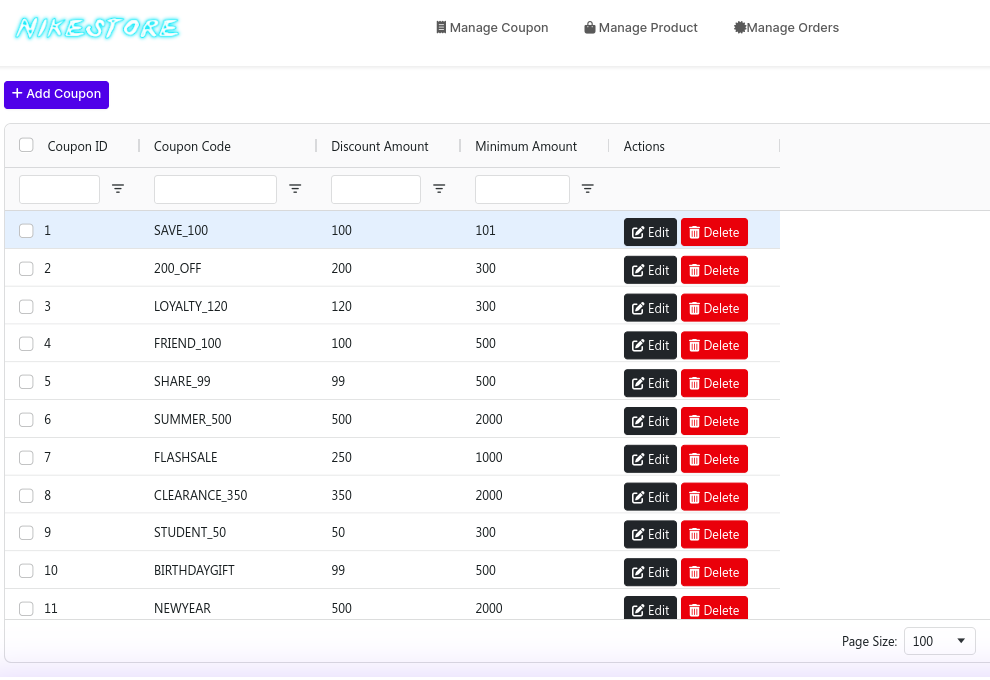 NIKESTORE Manage Coupon Manage Product Manage Orders
+ Add Coupon
Coupon ID Coupon Code Discount Amount Minimum Amount Actions
1 SAVE_100 100 101 Edit Delete
2 200_OFF 200 300 Edit Delete
3 LOYALTY_120 120 300 Edit Delete
4 FRIEND_100 100 500 Edit Delete
5 SHARE_99 99 500 Edit Delete
6 SUMMER_500 500 2000 Edit Delete
7 FLASHSALE 250 1000 Edit Delete
8 CLEARANCE_350 350 2000 Edit Delete
9 STUDENT_50 50 300 Edit Delete
10 BIRTHDAYGIFT 99 500 Edit Delete
11 NEWYEAR 500 2000 Edit Delete
Page Size: 100